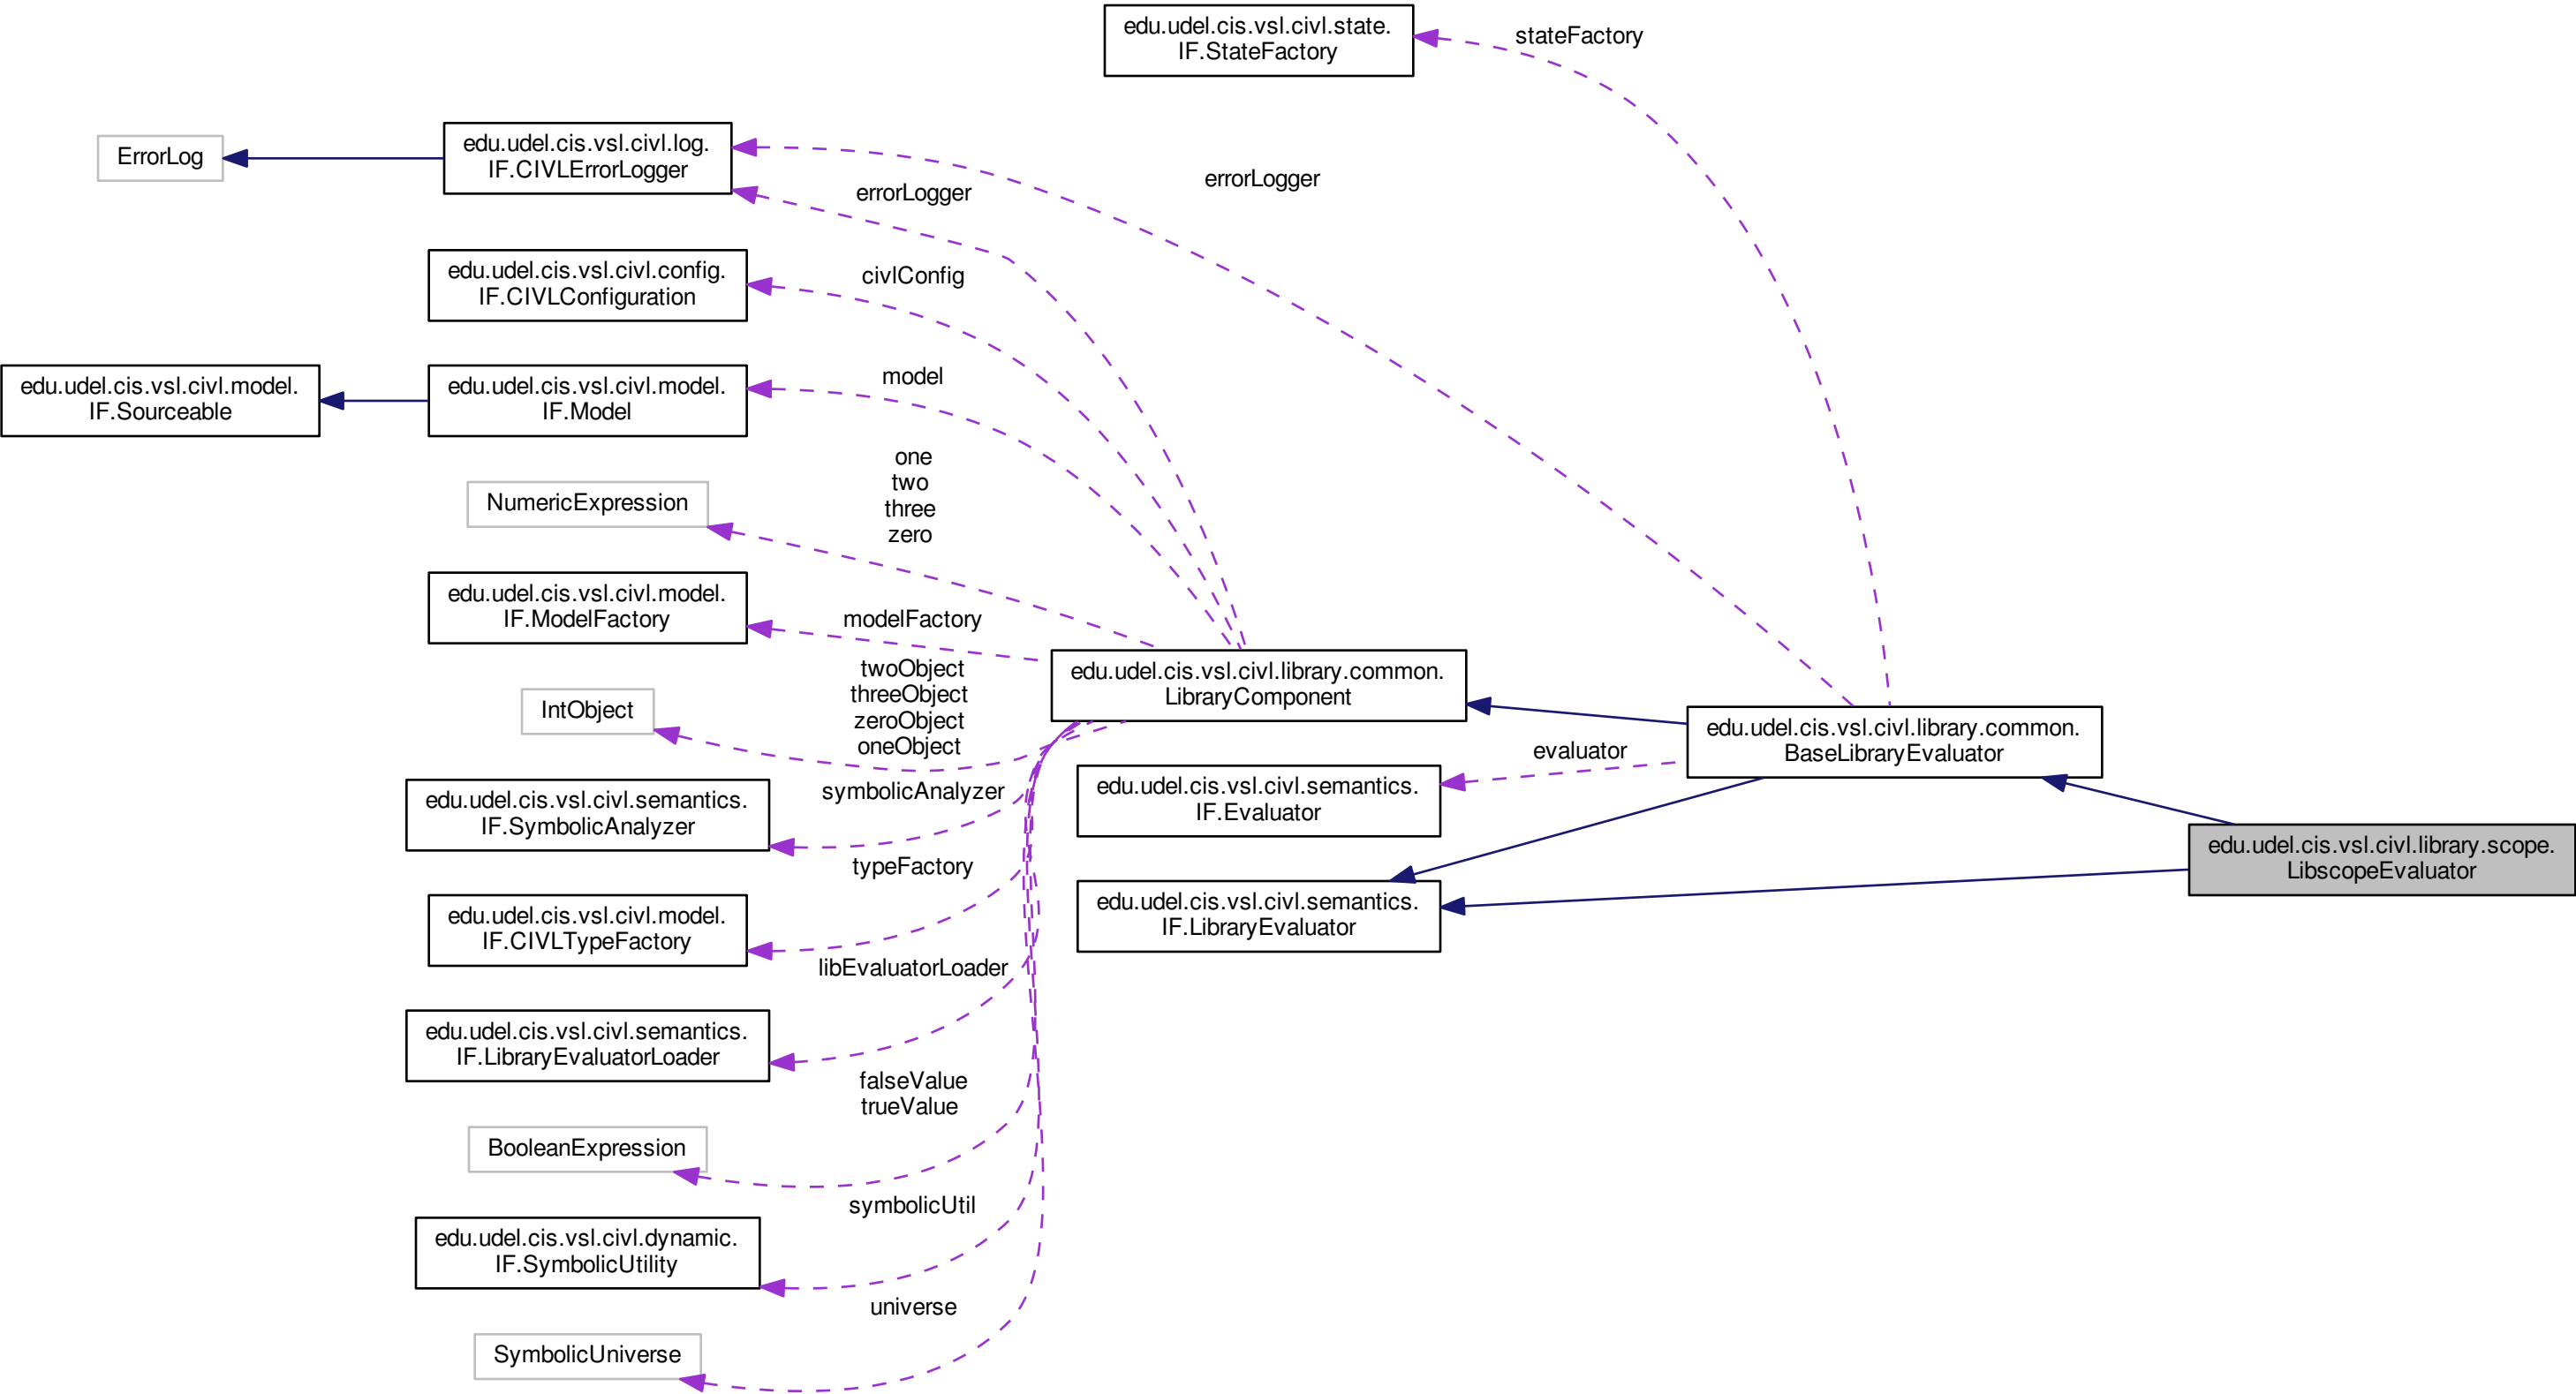 edu.udel.cis.vsl.civl.state.
IF.StateFactory
stateFactory
ErrorLog
edu.udel.cis.vsl.civl.log.
IF.CIVLErrorLogger
errorLogger
errorLogger
edu.udel.cis.vsl.civl.config.
IF.CIVLConfiguration
civlConfig
edu.udel.cis.vsl.civl.model.
IF.Sourceable
edu.udel.cis.vsl.civl.model.
IF.Model
model
one
two
three
zero
NumericExpression
edu.udel.cis.vsl.civl.model.
IF.ModelFactory
modelFactory
twoObject
threeObject
zeroObject
oneObject
IntObject
edu.udel.cis.vsl.civl.library.common.
LibraryComponent
edu.udel.cis.vsl.civl.library.common.
BaseLibraryEvaluator
evaluator
edu.udel.cis.vsl.civl.semantics.
IF.SymbolicAnalyzer
symbolicAnalyzer
edu.udel.cis.vsl.civl.semantics.
IF.Evaluator
edu.udel.cis.vsl.civl.library.scope.
LibscopeEvaluator
typeFactory
edu.udel.cis.vsl.civl.model.
IF.CIVLTypeFactory
edu.udel.cis.vsl.civl.semantics.
IF.LibraryEvaluator
libEvaluatorLoader
edu.udel.cis.vsl.civl.semantics.
IF.LibraryEvaluatorLoader
falseValue
trueValue
BooleanExpression
symbolicUtil
edu.udel.cis.vsl.civl.dynamic.
IF.SymbolicUtility
universe
SymbolicUniverse